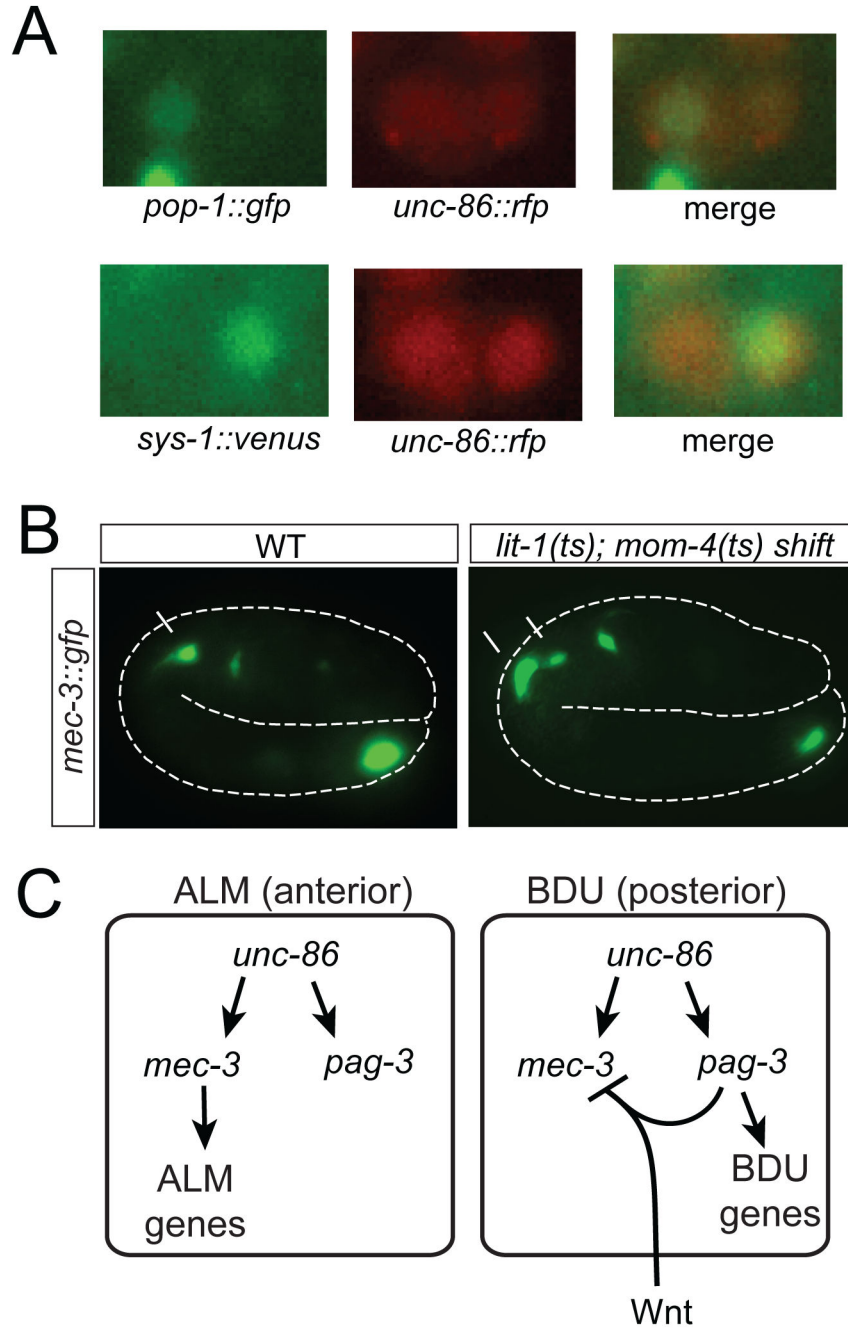 A
pop-1::gfp
unc-86::rfp
merge
sys-1::venus
unc-86::rfp
merge
B
WT
lit-1(ts); mom-4(ts) shift
mec-3::gfp
C
ALM (anterior)
unc-86
mec-3
pag-3
ALM
genes
BDU (posterior)
unc-86
mec-3
pag-3
BDU
genes
Wnt